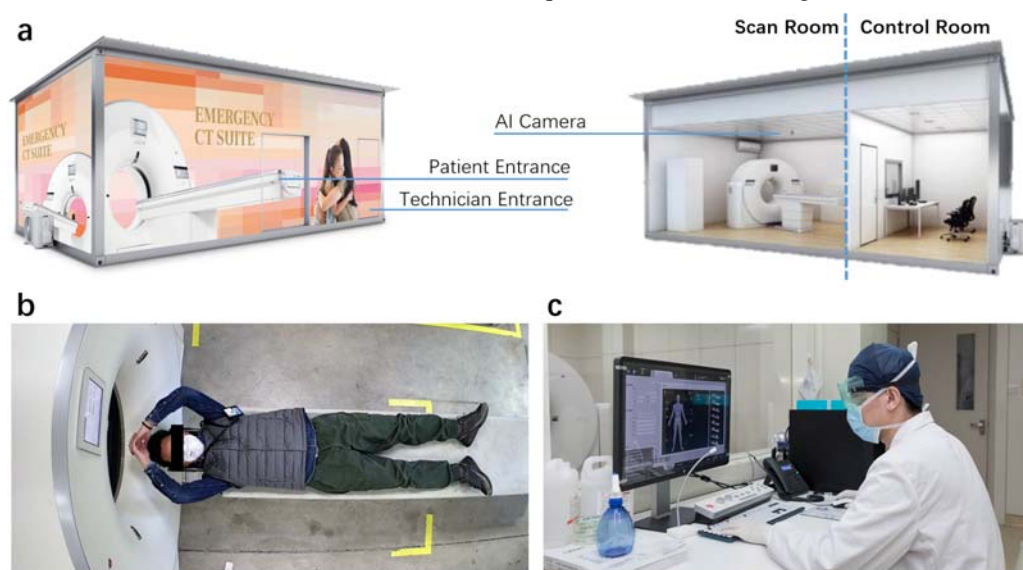 a
Scan Room
Control Room
EMERGENCY
CT SUITE
EMERGENCY
CT SUITE
AI Camera
Patient Entrance
Technician Entrance
b
c